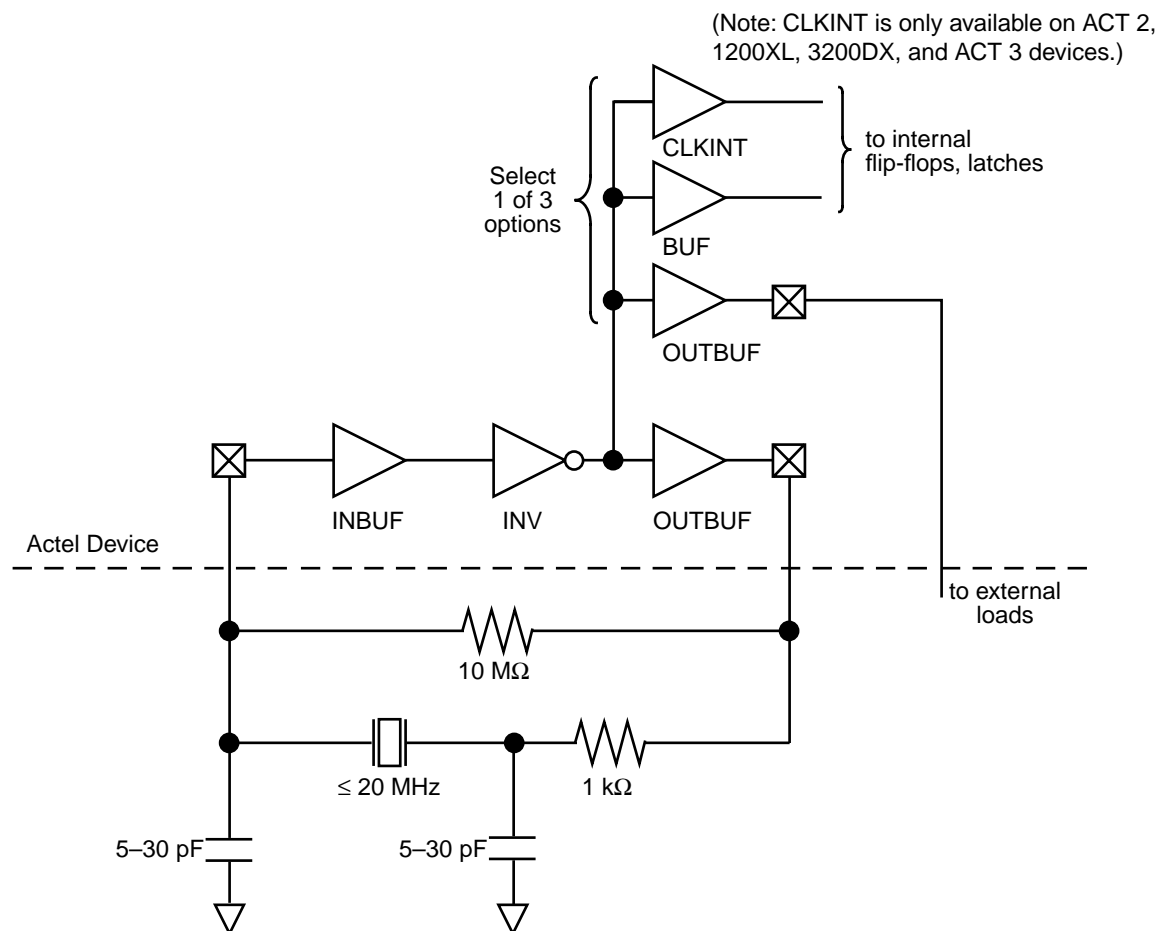 (Note: CLKINT is only available on ACT 2,
1200XL, 3200DX, and ACT 3 devices.)
CLKINT
to internal
flip-flops, latches
Select
1 of 3
options
BUF
OUTBUF
INBUF
INV
OUTBUF
Actel Device
to external
loads
10 MΩ
≤ 20 MHz
1 kΩ
5–30 pF
5–30 pF